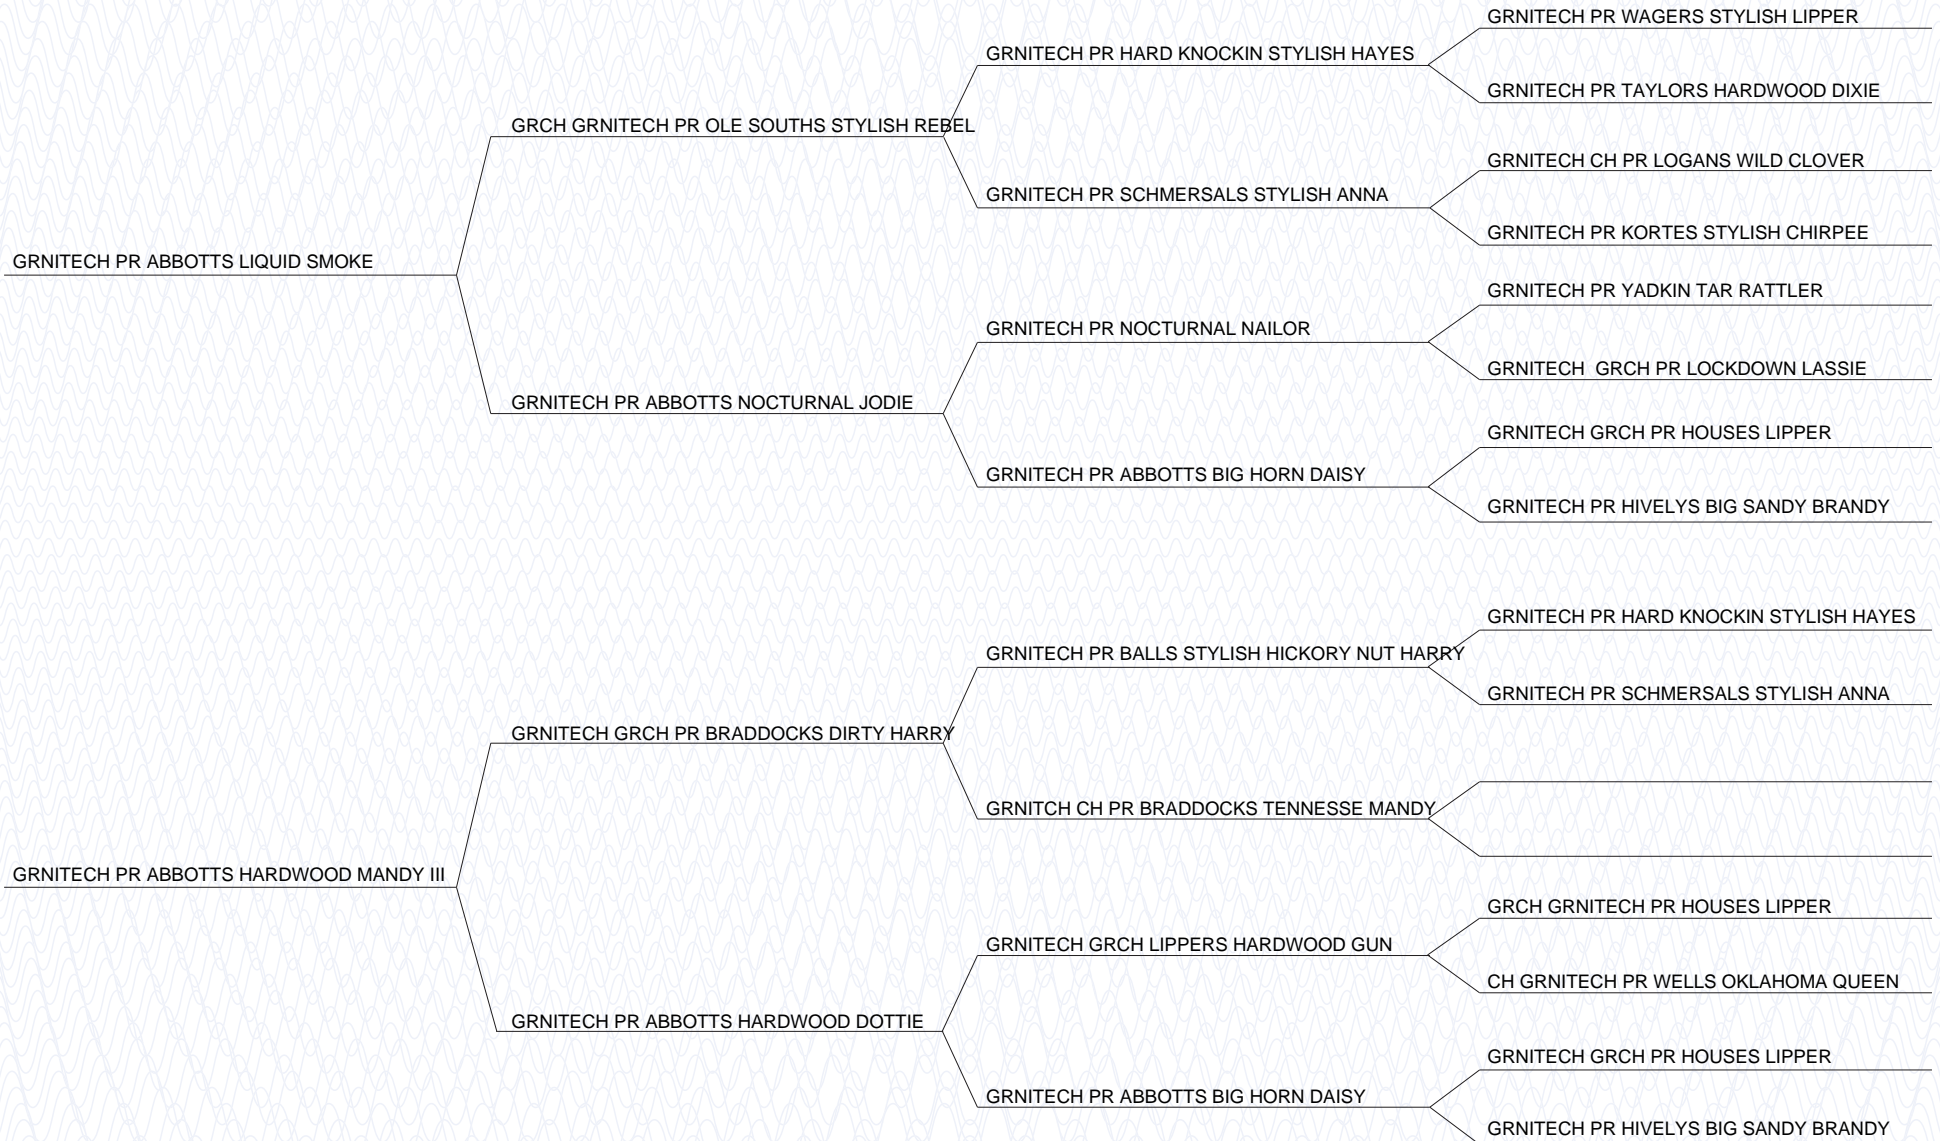 GRNITECH PR WAGERS STYLISH LIPPER
GRNITECH PR HARD KNOCKIN STYLISH HAYES
GRNITECH PR TAYLORS HARDWOOD DIXIE
GRCH GRNITECH PR OLE SOUTHS STYLISH REBEL
GRNITECH CH PR LOGANS WILD CLOVER
GRNITECH PR SCHMERSALS STYLISH ANNA
GRNITECH PR KORTES STYLISH CHIRPEE
GRNITECH PR ABBOTTS LIQUID SMOKE
GRNITECH PR YADKIN TAR RATTLER
GRNITECH PR NOCTURNAL NAILOR
GRNITECH  GRCH PR LOCKDOWN LASSIE
GRNITECH PR ABBOTTS NOCTURNAL JODIE
GRNITECH GRCH PR HOUSES LIPPER
GRNITECH PR ABBOTTS BIG HORN DAISY
GRNITECH PR HIVELYS BIG SANDY BRANDY
GRNITECH PR HARD KNOCKIN STYLISH HAYES
GRNITECH PR BALLS STYLISH HICKORY NUT HARRY
GRNITECH PR SCHMERSALS STYLISH ANNA
GRNITECH GRCH PR BRADDOCKS DIRTY HARRY
GRNITCH CH PR BRADDOCKS TENNESSE MANDY
GRNITECH PR ABBOTTS HARDWOOD MANDY III
GRCH GRNITECH PR HOUSES LIPPER
GRNITECH GRCH LIPPERS HARDWOOD GUN
CH GRNITECH PR WELLS OKLAHOMA QUEEN
GRNITECH PR ABBOTTS HARDWOOD DOTTIE
GRNITECH GRCH PR HOUSES LIPPER
GRNITECH PR ABBOTTS BIG HORN DAISY
GRNITECH PR HIVELYS BIG SANDY BRANDY